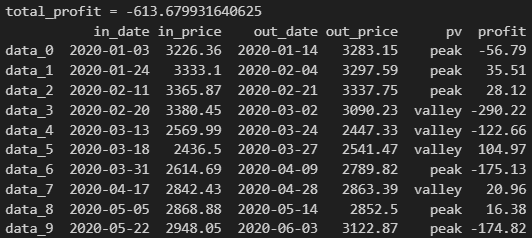 total_profit = -613.679931640625
in_date in_price out_date out_price pv profit
data_0 2020-01-03 3226.36 2020-01-14 3283.15 peak -56.79
data_1 2020-01-24 3333.1 2020-02-04 3297.59 peak 35.51
data_2 2020-02-11 3365.87 2020-02-21 3337.75 peak 28.12
data_3 2020-02-20 3380.45 2020-03-02 3090.23 valley -290.22
data_4 2020-03-13 2569.99 2020-03-24 2447.33 valley -122.66
data_5 2020-03-18 2436.5 2020-03-27 2541.47 valley 104.97
data_6 2020-03-31 2614.69 2020-04-09 2789.82 peak -175.13
data_7 2020-04-17 2842.43 2020-04-28 2863.39 valley 20.96
data_8 2020-05-05 2868.88 2020-05-14 2852.5 peak 16.38
data_9 2020-05-22 2948.05 2020-06-03 3122.87 peak -174.82